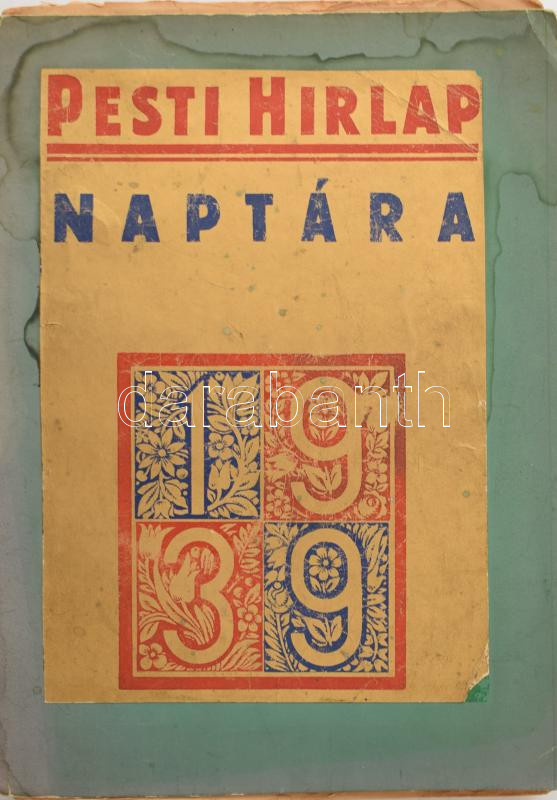 PESTI HIRLAP
NAPTÁRA
19
39
darabanth